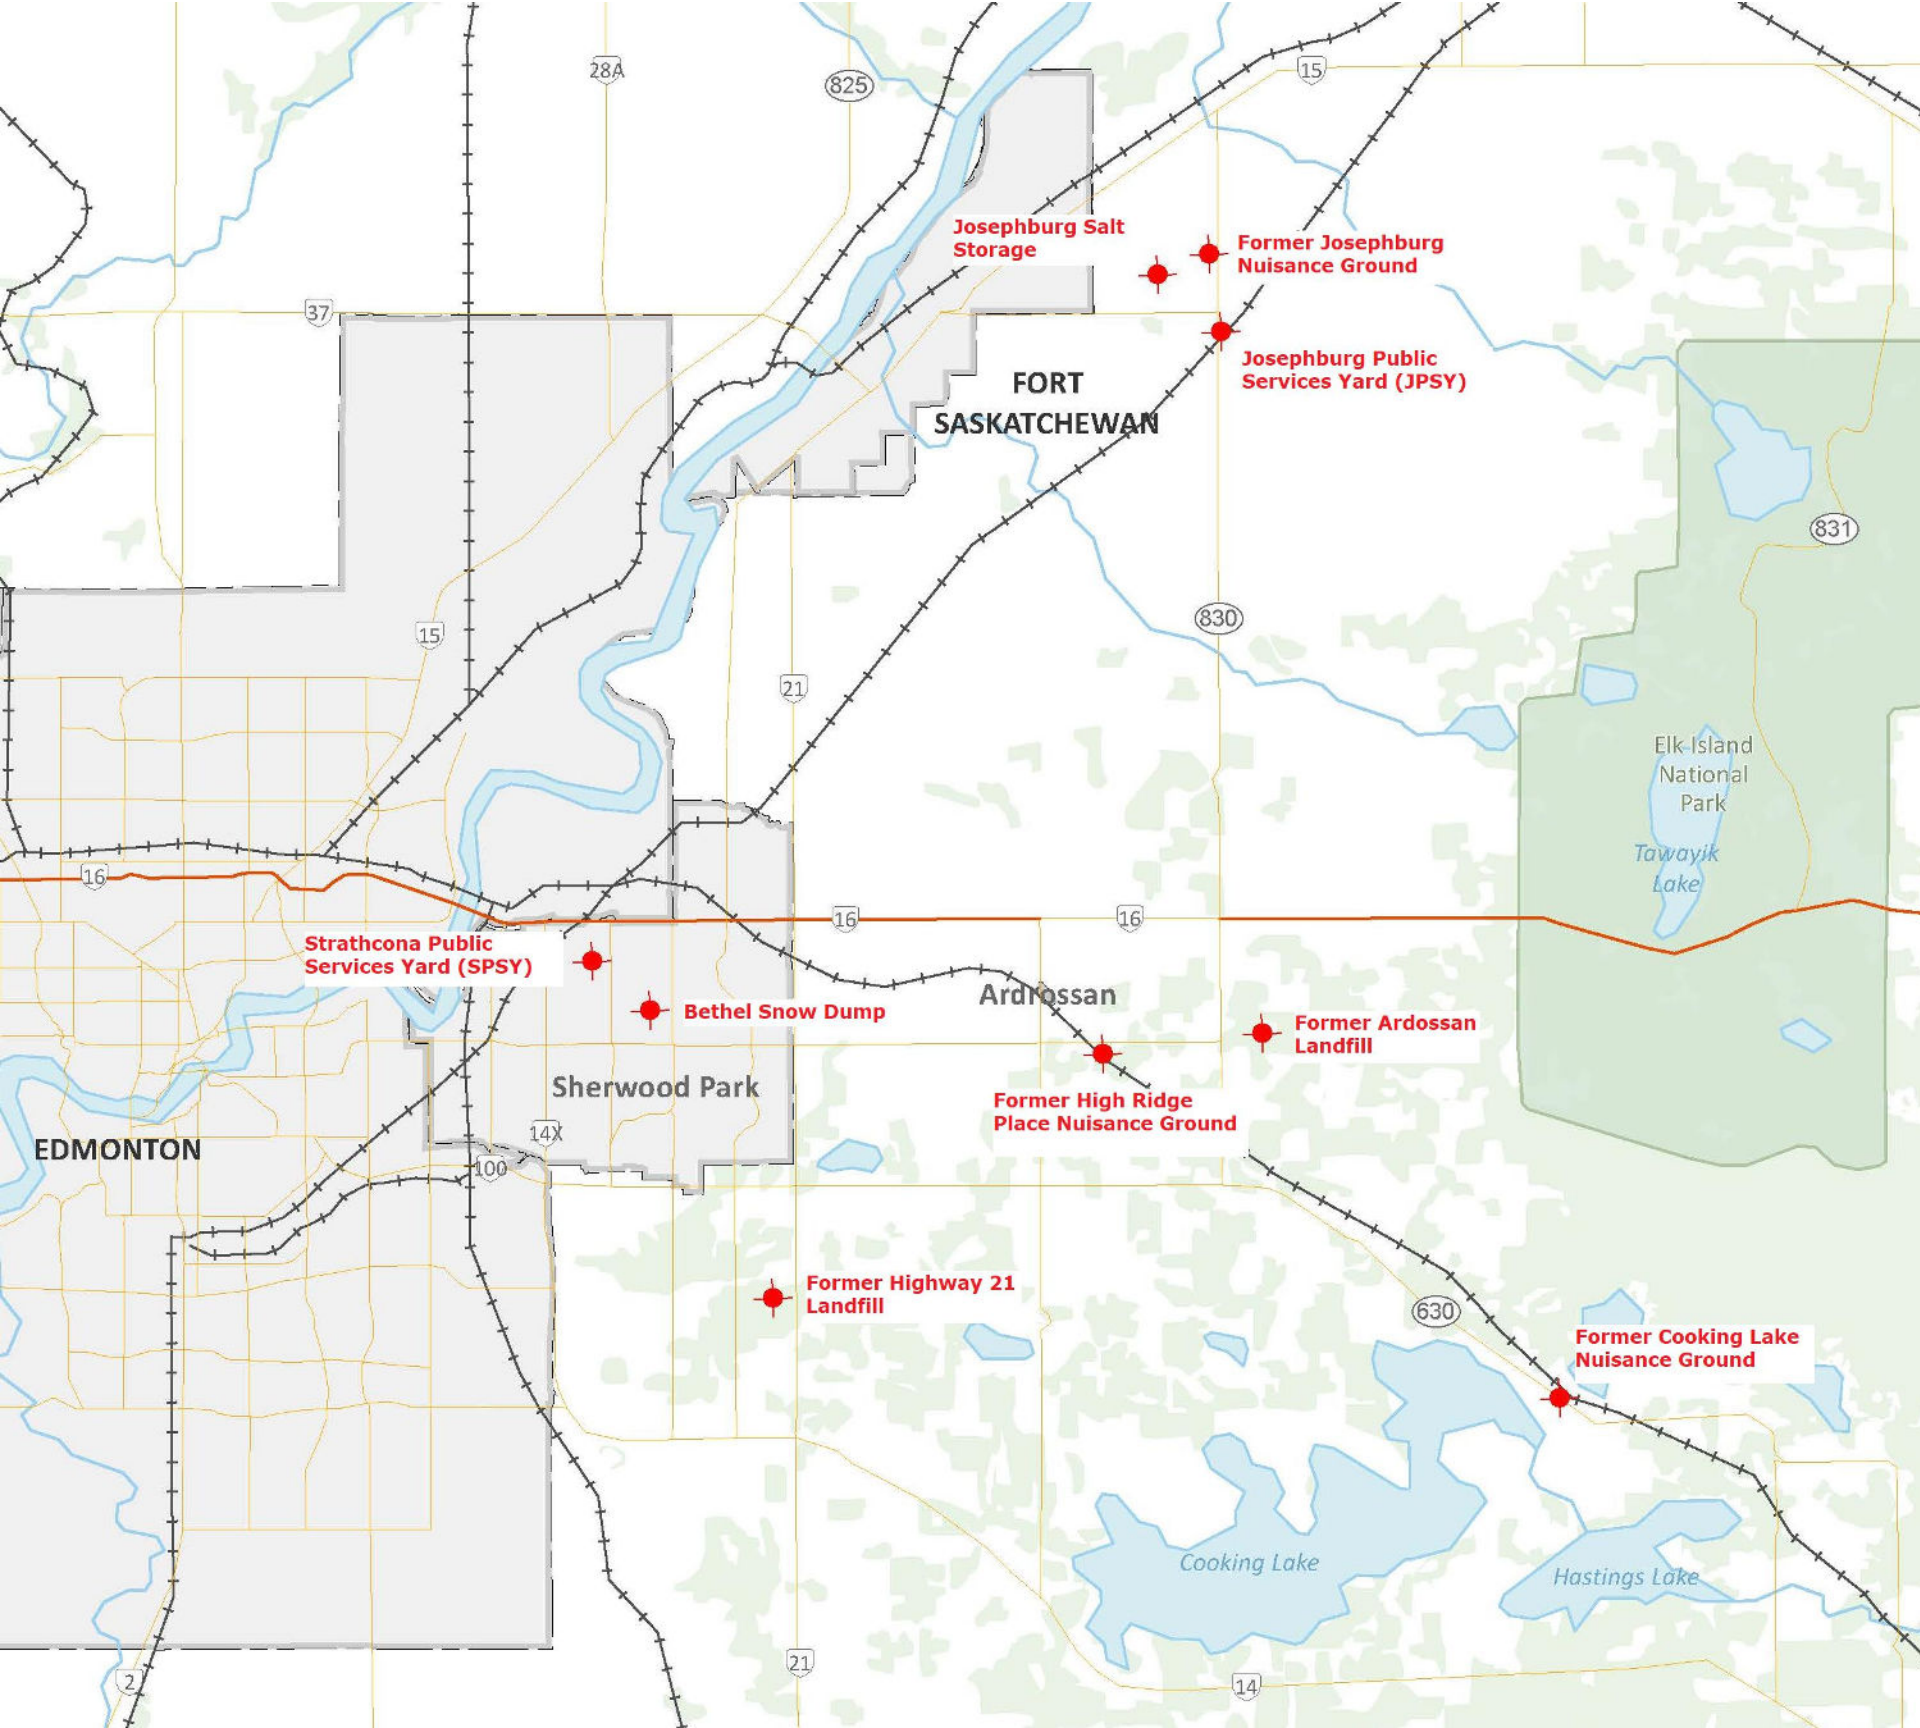 28A
825
15
Josephburg Salt
Storage
Former Josephburg
Nuisance Ground
37
Josephburg Public
Services Yard (JPSY)
FORT
SASKATCHEWAN
831
830
15
21
Elk Island
National
Park
Tawayik
Lake
16
16
16
Strathcona Public
Services Yard (SPSY)
Ardrossan
Bethel Snow Dump
Former Ardossan
Landfill
Sherwood Park
Former High Ridge
Place Nuisance Ground
14X
EDMONTON
100
Former Highway 21
Landfill
630
Former Cooking Lake
Nuisance Ground
Cooking Lake
Hastings Lake
21
2
14